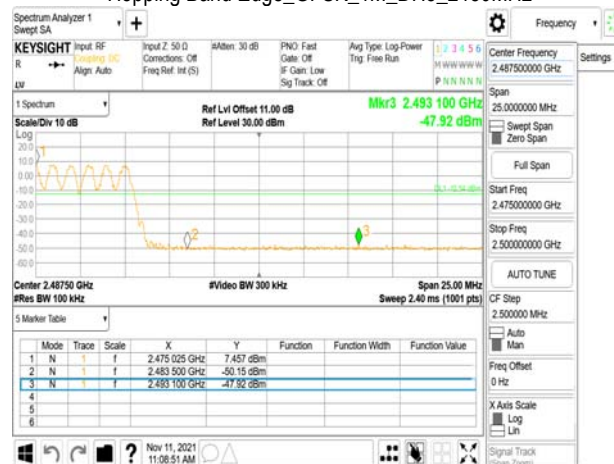 Hopping Band Edge_GFSK_1M_DH5_2480MHz
Spectrum Analyzer 1
Swept SA
Frequency
Settings
KEYSIGHT
R
Input: RF
Coupling: DC
Align: Auto
Input Z: 50 Ω
Corrections: Off
Freq Ref: Int (S)
#Atten: 30 dB
PNO: Fast
Gate: Off
IF Gain: Low
Sig Track: Off
Avg Type: Log-Power
Trig: Free Run
1 2 3 4 5 6
M W W W W W
P N N N N N
1 Spectrum
Scale/Div 10 dB
Log
Ref Lvl Offset 11.00 dB
Ref Level 30.00 dBm
Mkr3 2.493 100 GHz
-47.92 dBm
20.0
10.0
0.00
-10.0
-20.0
-30.0
-40.0
-50.0
-60.0
1
2
3
Center 2.48750 GHz
#Res BW 100 kHz
#Video BW 300 kHz
Span 25.00 MHz
Sweep 2.40 ms (1001 pts)
5 Marker Table
Mode Trace Scale X Y Function Function Width Function Value
1 N 1 f 2.475 025 GHz 7.457 dBm
2 N 1 f 2.483 500 GHz -50.15 dBm
3 N 1 f 2.493 100 GHz -47.92 dBm
4
5
6
Nov 11, 2021
11:08:51 AM
Center Frequency
2.487500000 GHz
Span
25.0000000 MHz
Swept Span
Zero Span
Full Span
Start Freq
2.475000000 GHz
Stop Freq
2.500000000 GHz
AUTO TUNE
CF Step
2.500000 MHz
Auto
Man
Freq Offset
0 Hz
X Axis Scale
Log
Lin
Signal Track
(Span Zoom)